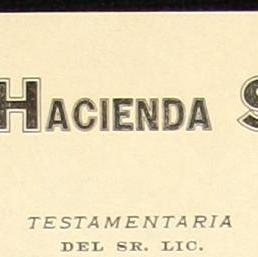 HACIENDA S
TESTAMENTARIA
DEL SR. LIC.